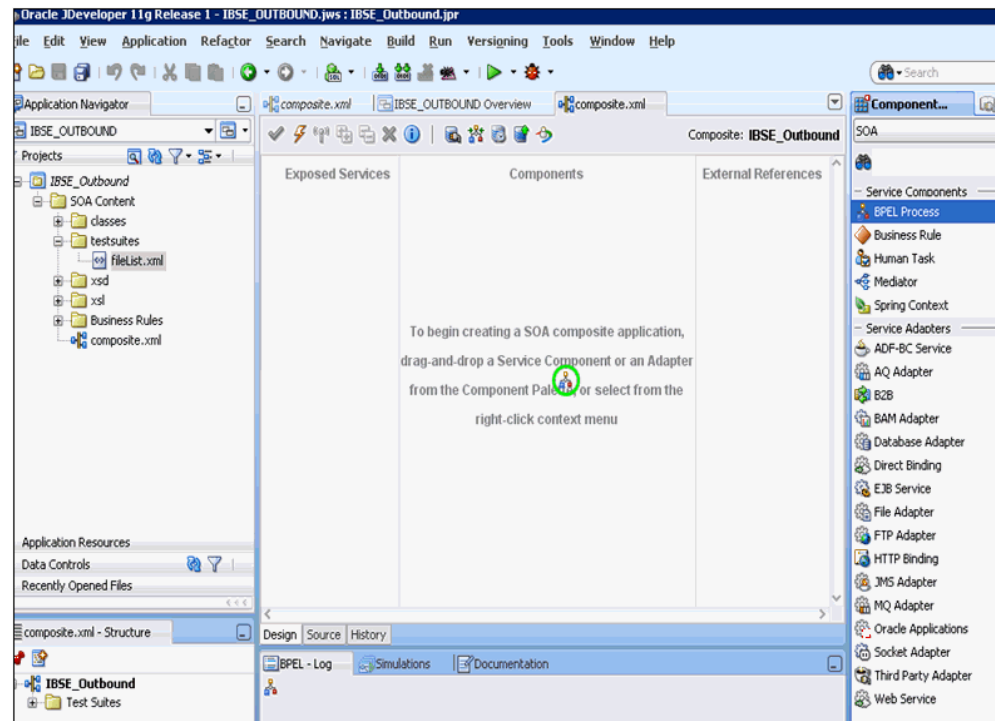 Oracle JDeveloper 11g Release 1 - IBSE_OUTBOUND.jws : IBSE_Outbound.jpr
File Edit View Application Refactor Search Navigate Build Run Versioning Tools Window Help
Search
Application Navigator
composite.xml
IBSE_OUTBOUND Overview
composite.xml
Component...
IBSE_OUTBOUND
Composite: IBSE_Outbound
SOA
Projects
IBSE_Outbound
SOA Content
classes
testsuites
fileList.xml
xsd
xsl
Business Rules
composite.xml
Application Resources
Data Controls
Recently Opened Files
composite.xml - Structure
IBSE_Outbound
Test Suites
Exposed Services
Components
External References
To begin creating a SOA composite application,
drag-and-drop a Service Component or an Adapter
from the Component Palette, or select from the
right-click context menu
Design Source History
BPEL - Log
Simulations
Documentation
Service Components
BPEL Process
Business Rule
Human Task
Mediator
Spring Context
Service Adapters
ADF-BC Service
AQ Adapter
B2B
BAM Adapter
Database Adapter
Direct Binding
EJB Service
File Adapter
FTP Adapter
HTTP Binding
JMS Adapter
MQ Adapter
Oracle Applications
Socket Adapter
Third Party Adapter
Web Service